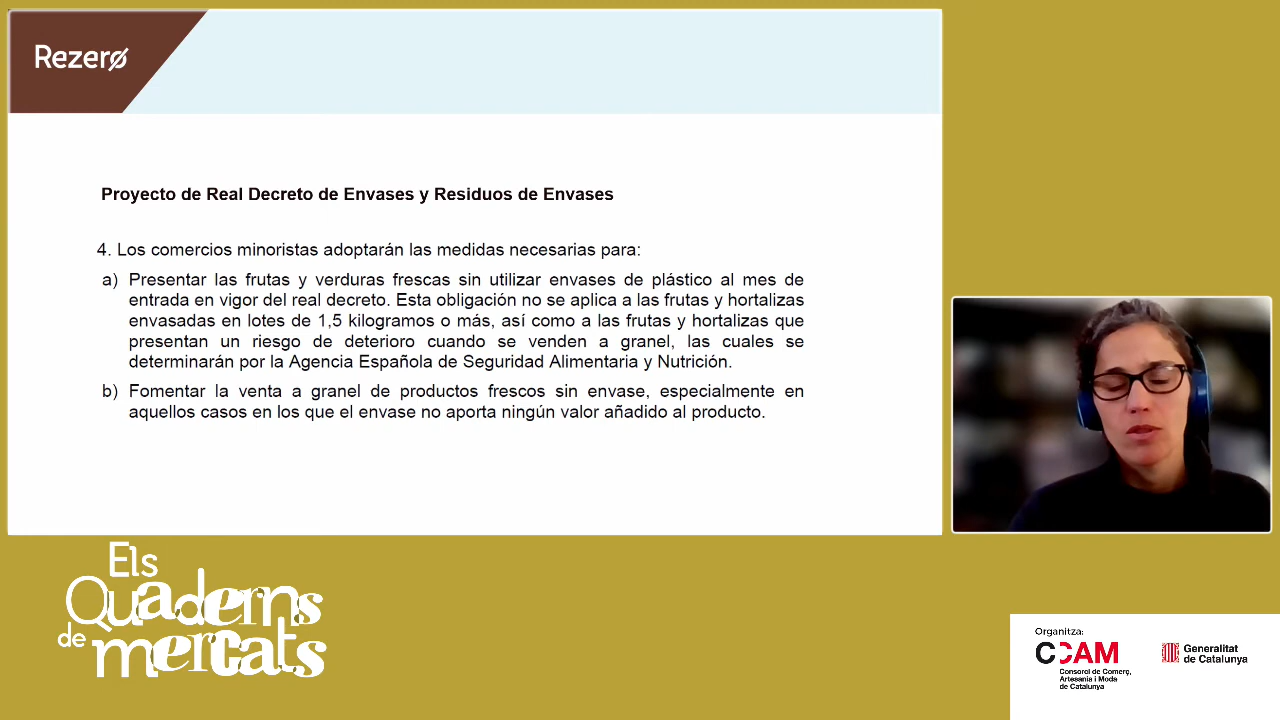 Rezero
Proyecto de Real Decreto de Envases y Residuos de Envases
4. Los comercios minoristas adoptarán las medidas necesarias para:
a) Presentar las frutas y verduras frescas sin utilizar envases de plástico al mes de
entrada en vigor del real decreto. Esta obligación no se aplica a las frutas y hortalizas
envasadas en lotes de 1,5 kilogramos o más, así como a las frutas y hortalizas que
presentan un riesgo de deterioro cuando se venden a granel, las cuales se
determinarán por la Agencia Española de Seguridad Alimentaria y Nutrición.
b) Fomentar la venta a granel de productos frescos sin envase, especialmente en
aquellos casos en los que el envase no aporta ningún valor añadido al producto.
Els
Quaderns
de mercats
Organitza:
CCAM
Consorci de Comerç,
Artesania i Moda
de Catalunya
Generalitat
de Catalunya